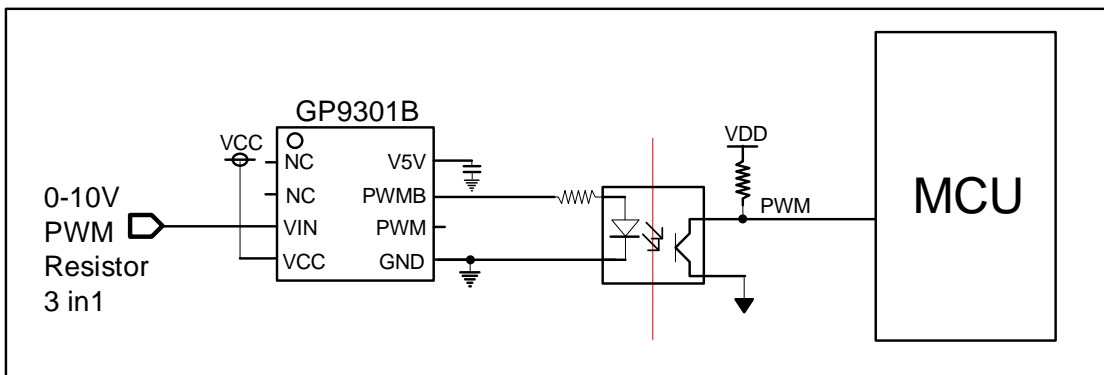 GP9301B
VCC
NC
V5V
NC
PWMB
VIN
PWM
VCC
GND
0-10V
PWM
Resistor
3 in1
VDD
PWM
MCU